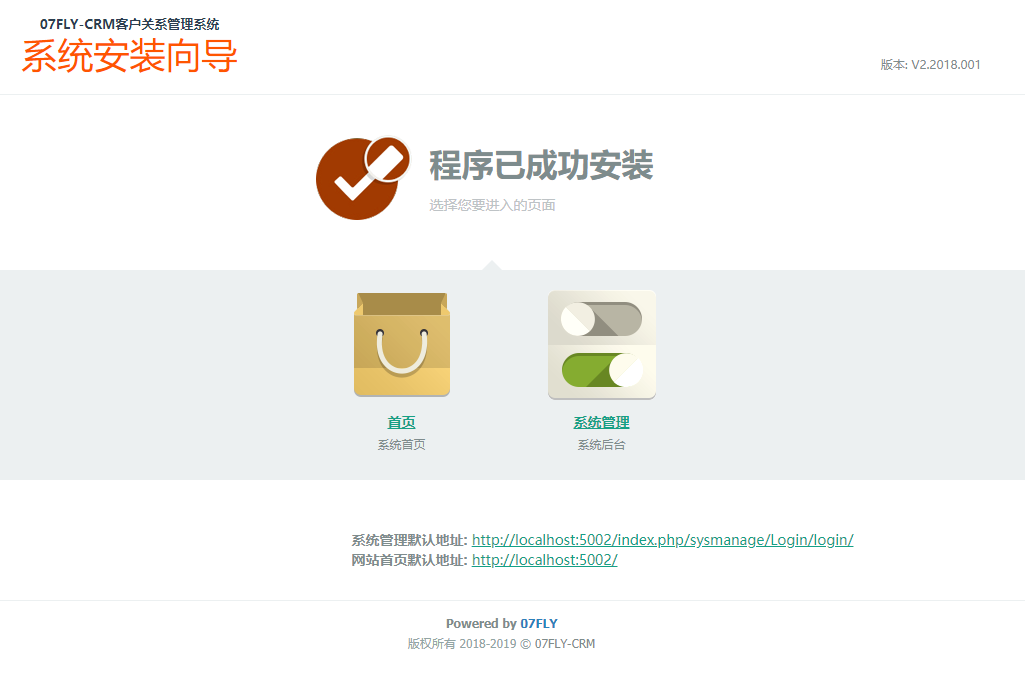 07FLY-CRM客户关系管理系统
系统安装向导
版本: V2.2018.001
程序已成功安装
选择您要进入的页面
首页
系统首页
系统管理
系统后台
系统管理默认地址: http://localhost:5002/index.php/sysmanage/Login/login/
网站首页默认地址: http://localhost:5002/
Powered by 07FLY
版权所有 2018-2019 © 07FLY-CRM